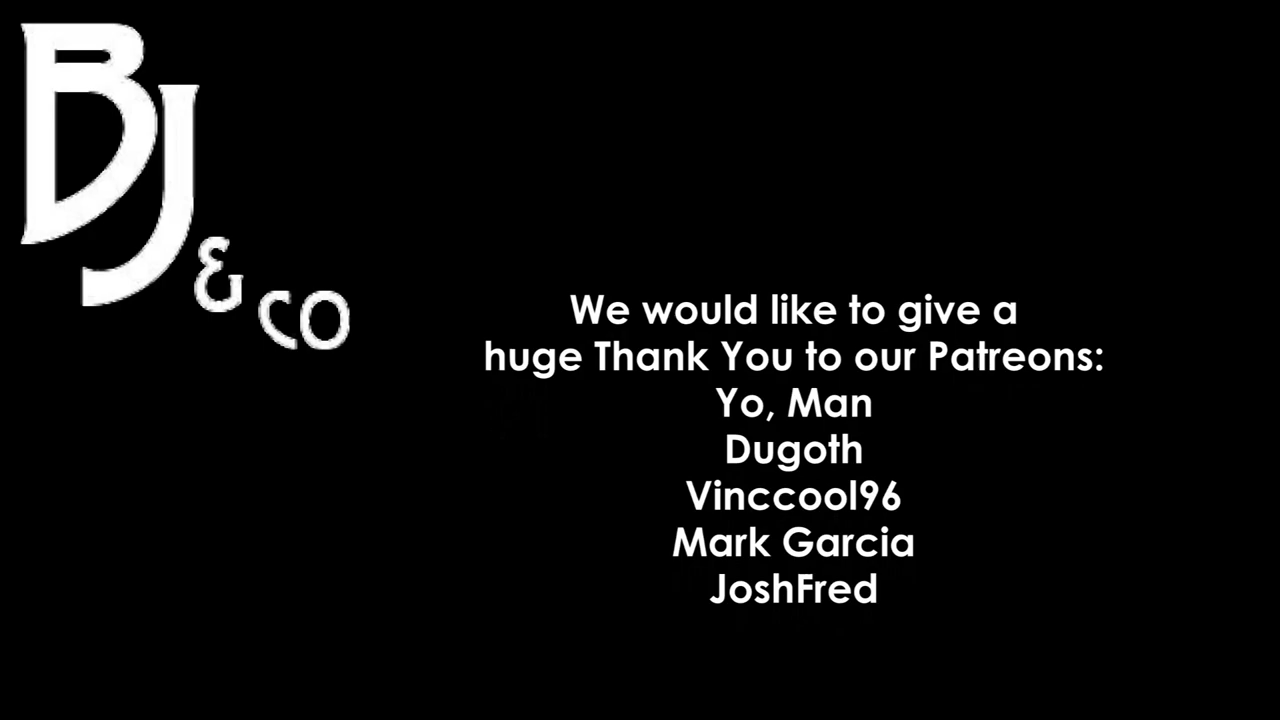 BJ
& CO
We would like to give a
huge Thank You to our Patreons:
Yo, Man
Dugoth
Vinccool96
Mark Garcia
JoshFred